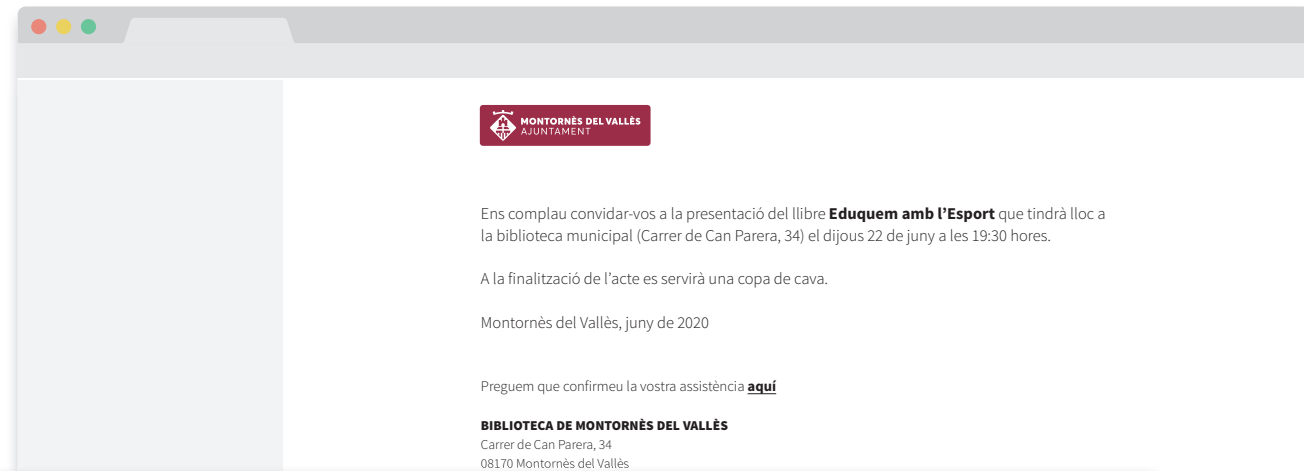 MONTORNÈS DEL VALLÈS
AJUNTAMENT
Ens complau convidar-vos a la presentació del llibre Eduquem amb l’Esport que tindrà lloc a
la biblioteca municipal (Carrer de Can Parera, 34) el dijous 22 de juny a les 19:30 hores.
A la finalització de l’acte es servirà una copa de cava.
Montornès del Vallès, juny de 2020
Preguem que confirmeu la vostra assistència aquí
BIBLIOTECA DE MONTORNÈS DEL VALLÈS
Carrer de Can Parera, 34
08170 Montornès del Vallès